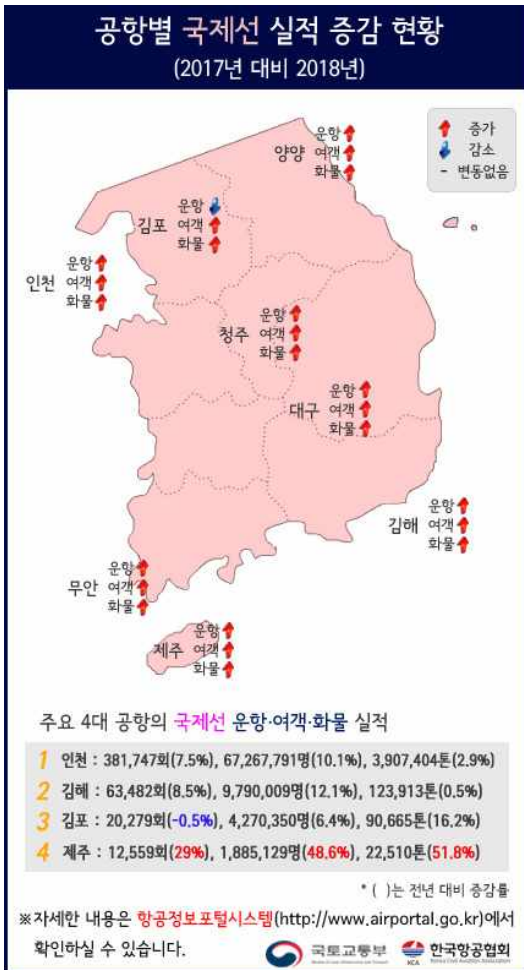 공항별 국제선 실적 증감 현황
(2017년 대비 2018년)
증가
감소
- 변동없음
양양 운항 여객 화물
김포 운항 여객 화물
인천 운항 여객 화물
청주 운항 여객 화물
대구 운항 여객 화물
김해 운항 여객 화물
무안 운항 여객 화물
제주 운항 여객 화물
주요 4대 공항의 국제선 운항·여객·화물 실적
1 인천 : 381,747회(7.5%), 67,267,791명(10.1%), 3,907,404톤(2.9%)
2 김해 : 63,482회(8.5%), 9,790,009명(12.1%), 123,913톤(0.5%)
3 김포 : 20,279회(-0.5%), 4,270,350명(6.4%), 90,665톤(16.2%)
4 제주 : 12,559회(29%), 1,885,129명(48.6%), 22,510톤(51.8%)
* ( )는 전년 대비 증감률
※자세한 내용은 항공정보포털시스템(http://www.airportal.go.kr)에서
확인하실 수 있습니다.
국토교통부
KCA 한국항공협회